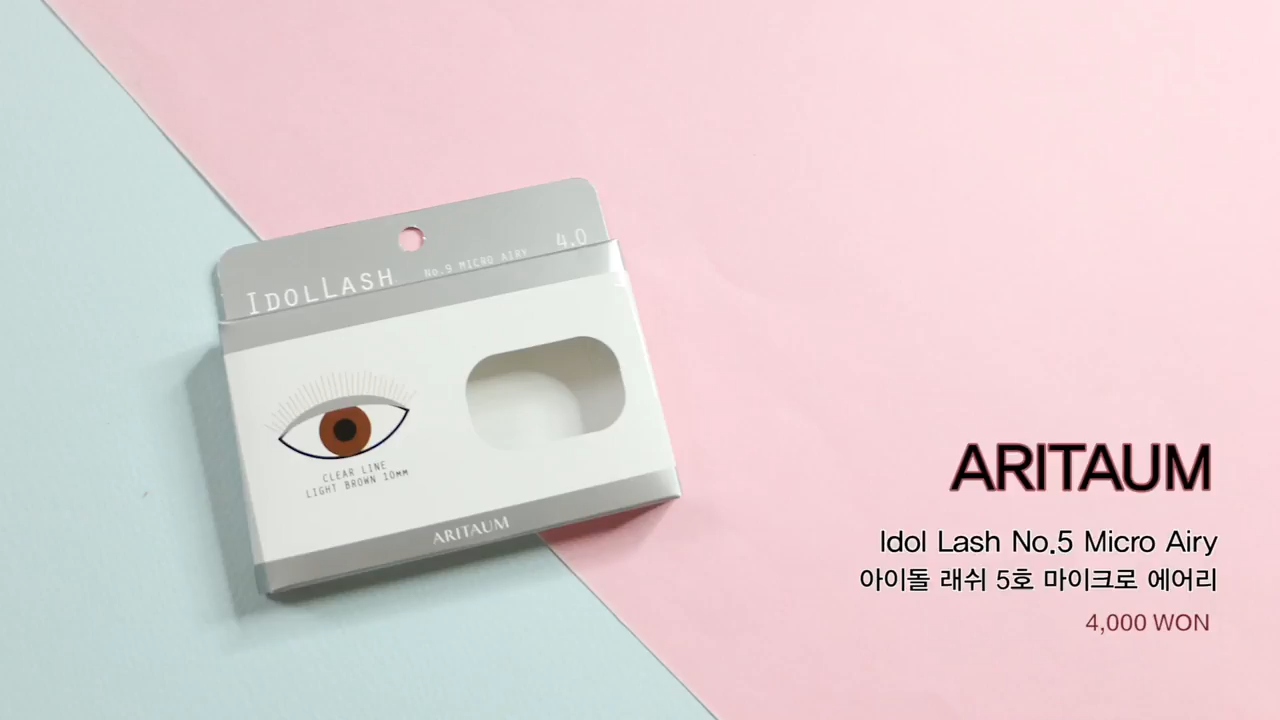 IDOLLASH No.9 MICRO AIRY 4.0
CLEAR LINE
LIGHT BROWN 10MM
ARITAUM
ARITAUM
Idol Lash No.5 Micro Airy
아이돌 래쉬 5호 마이크로 에어리
4,000 WON